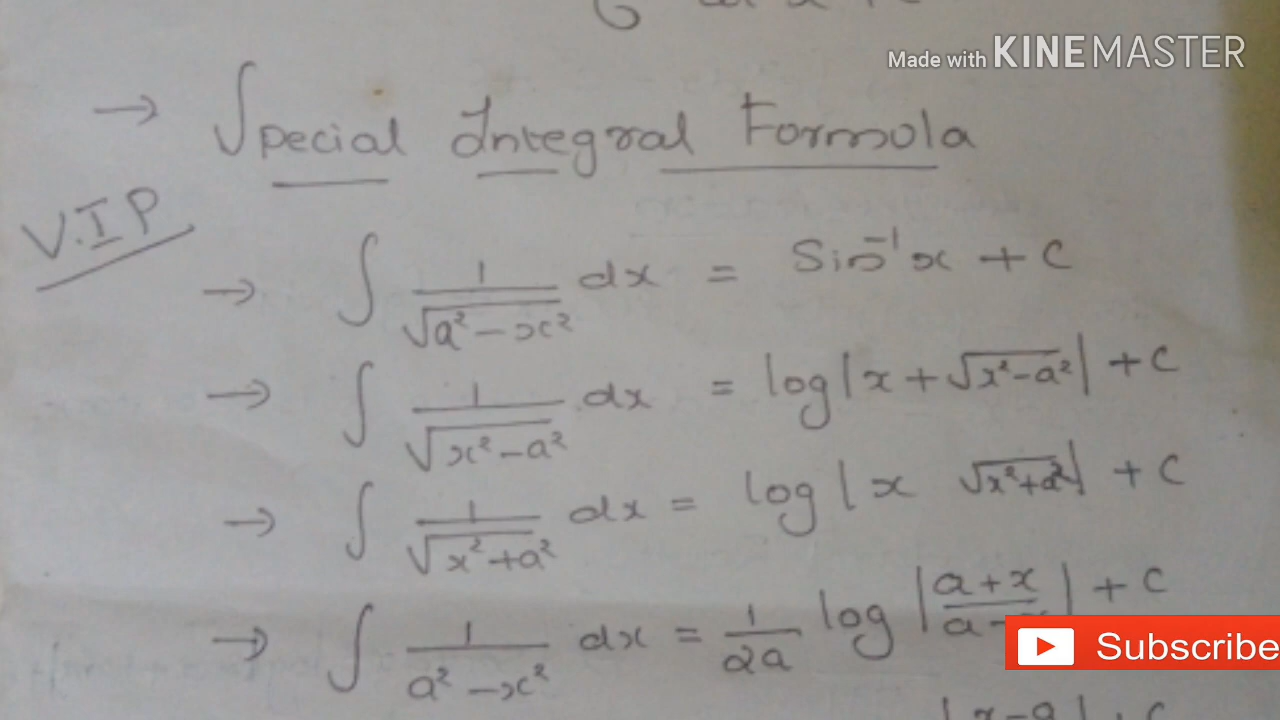 Made with KINEMASTER
→ Special Integral Formula
V.I.P
→ ∫ 1/√a²-x² dx = Sin⁻¹x + c
→ ∫ 1/√x²-a² dx = log|x + √x²-a²| + c
→ ∫ 1/√x²+a² dx = log|x √x²+a²| + c
→ ∫ 1/a²-x² dx = 1/2a log |a+x/a-x| + c
|x-a| + c
Subscribe